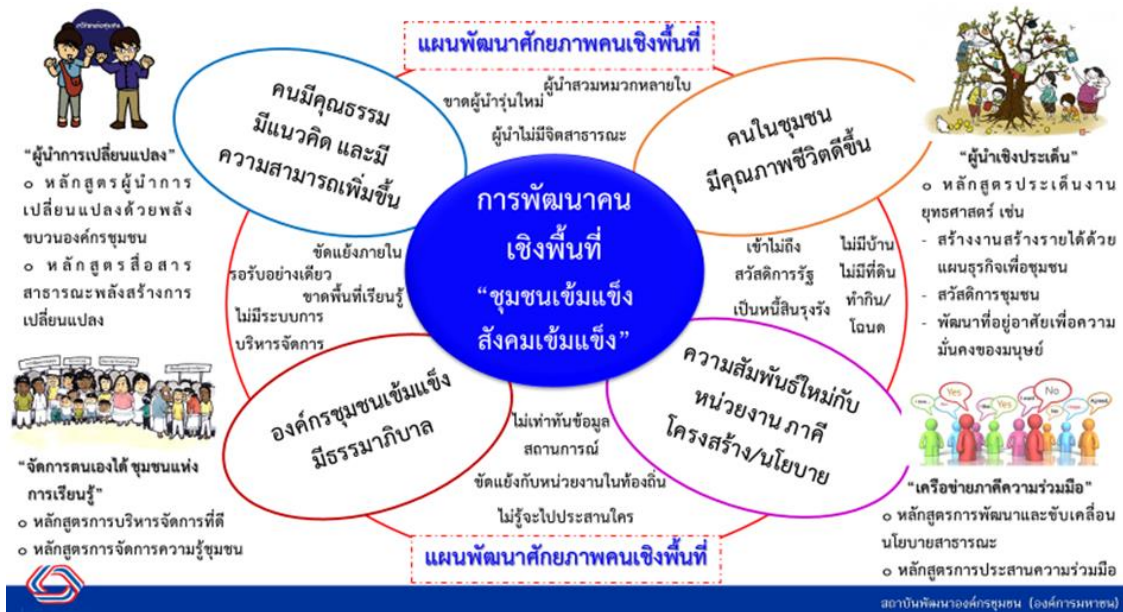 แผนพัฒนาศักยภาพคนเชิงพื้นที่
คนมีคุณธรรม
มีแนวคิด และมี
ความสามารถเพิ่มขึ้น
ผู้นำสวมหมวกหลายใบ
ขาดผู้นำรุ่นใหม่
ผู้นำไม่มีจิตสาธารณะ
คนในชุมชน
มีคุณภาพชีวิตดีขึ้น
"ผู้นำการเปลี่ยนแปลง"
o หลักสูตรผู้นำการ
เปลี่ยนแปลงด้วยพลัง
ขบวนองค์กรชุมชน
o หลักสูตรสื่อสาร
สาธารณะพลังสร้างการ
เปลี่ยนแปลง
การพัฒนาคน
เชิงพื้นที่
"ชุมชนเข้มแข็ง
สังคมเข้มแข็ง"
"ผู้นำเชิงประเด็น"
o หลักสูตรประเด็นงาน
ยุทธศาสตร์ เช่น
- สร้างงานสร้างรายได้ด้วย
แผนธุรกิจเพื่อชุมชน
- สวัสดิการชุมชน
- พัฒนาที่อยู่อาศัยเพื่อความ
มั่นคงของมนุษย์
ขัดแย้งภายใน
รอรับอย่างเดียว
ขาดพื้นที่เรียนรู้
ไม่มีระบบการ
บริหารจัดการ
เข้าไม่ถึง
สวัสดิการรัฐ
เป็นหนี้สินรุงรัง
ไม่มีบ้าน
ไม่มีที่ดิน
ทำกิน/
โฉนด
องค์กรชุมชนเข้มแข็ง
มีธรรมาภิบาล
ความสัมพันธ์ใหม่กับ
หน่วยงาน ภาคี
โครงสร้าง/นโยบาย
ไม่เท่าทันข้อมูล
สถานการณ์
ขัดแย้งกับหน่วยงานในท้องถิ่น
ไม่รู้จะไปประสานใคร
Yes
No
Yes
"จัดการตนเองได้ ชุมชนแห่ง
การเรียนรู้"
o หลักสูตรการบริหารจัดการที่ดี
o หลักสูตรการจัดการความรู้ชุมชน
"เครือข่ายภาคีความร่วมมือ"
o หลักสูตรการพัฒนาและขับเคลื่อน
นโยบายสาธารณะ
o หลักสูตรการประสานความร่วมมือ
แผนพัฒนาศักยภาพคนเชิงพื้นที่
สถาบันพัฒนาองค์กรชุมชน (องค์การมหาชน)